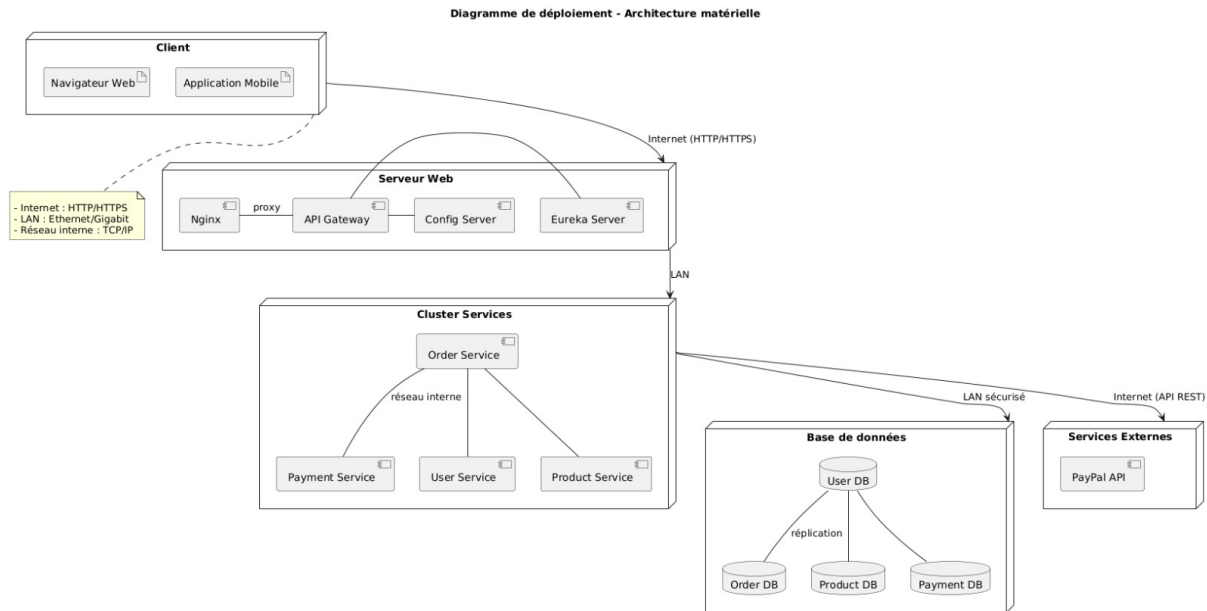 Diagramme de déploiement - Architecture matérielle
Client
Navigateur Web
Application Mobile
Internet (HTTP/HTTPS)
- Internet : HTTP/HTTPS
- LAN : Ethernet/Gigabit
- Réseau interne : TCP/IP
Serveur Web
Nginx
proxy
API Gateway
Config Server
Eureka Server
LAN
Cluster Services
Order Service
réseau interne
Payment Service
User Service
Product Service
LAN sécurisé
Internet (API REST)
Base de données
User DB
réplication
Order DB
Product DB
Payment DB
Services Externes
PayPal API